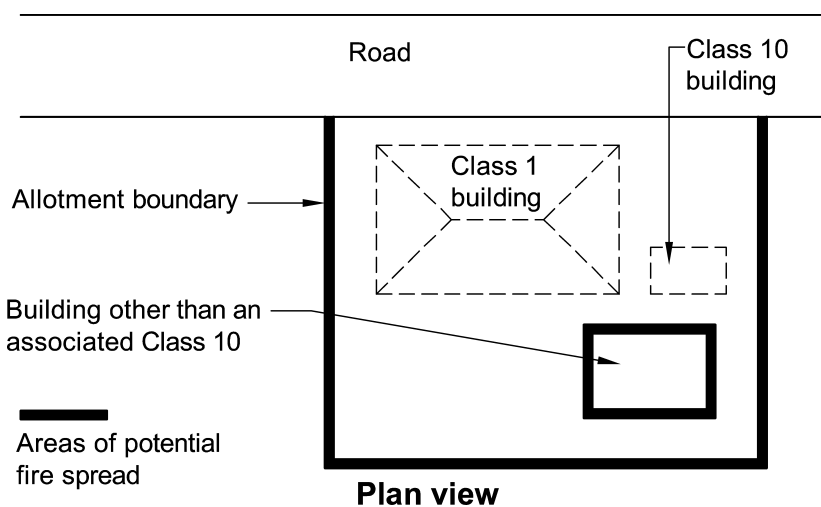 Road
Class 10
building
Class 1
building
Allotment boundary
Building other than an
associated Class 10
Areas of potential
fire spread
Plan view